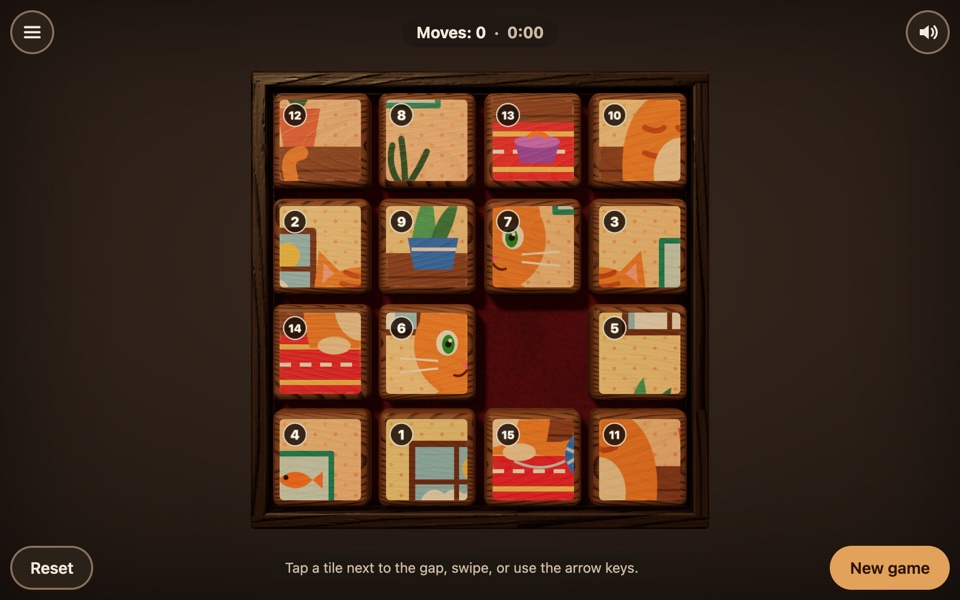 Moves: 0 · 0:00
12 8 13 10
2 9 7 3
14 6 5
4 1 15 11
Reset
Tap a tile next to the gap, swipe, or use the arrow keys.
New game